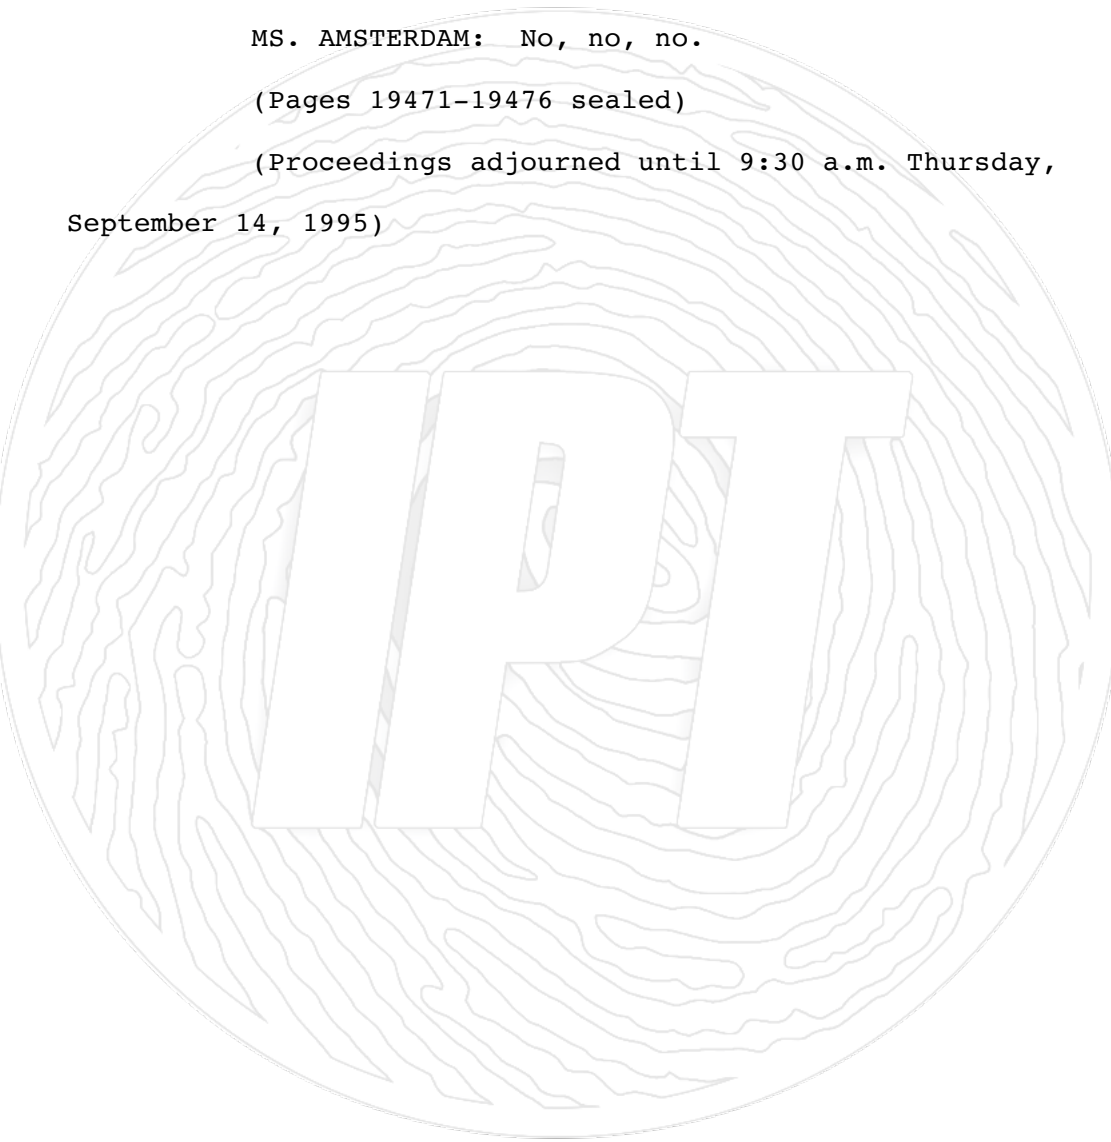 MS. AMSTERDAM:  No, no, no.
(Pages 19471-19476 sealed)
(Proceedings adjourned until 9:30 a.m. Thursday,
September 14, 1995)
IPT